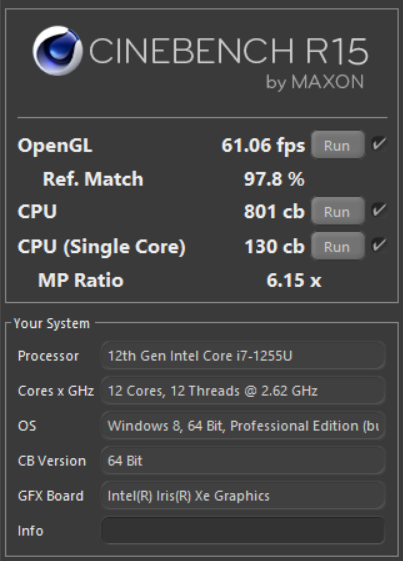 CINEBENCH R15
by MAXON
OpenGL 61.06 fps Run
Ref. Match 97.8 %
CPU 801 cb Run
CPU (Single Core) 130 cb Run
MP Ratio 6.15 x
Your System
Processor 12th Gen Intel Core i7-1255U
Cores x GHz 12 Cores, 12 Threads @ 2.62 GHz
OS Windows 8, 64 Bit, Professional Edition (bu
CB Version 64 Bit
GFX Board Intel(R) Iris(R) Xe Graphics
Info